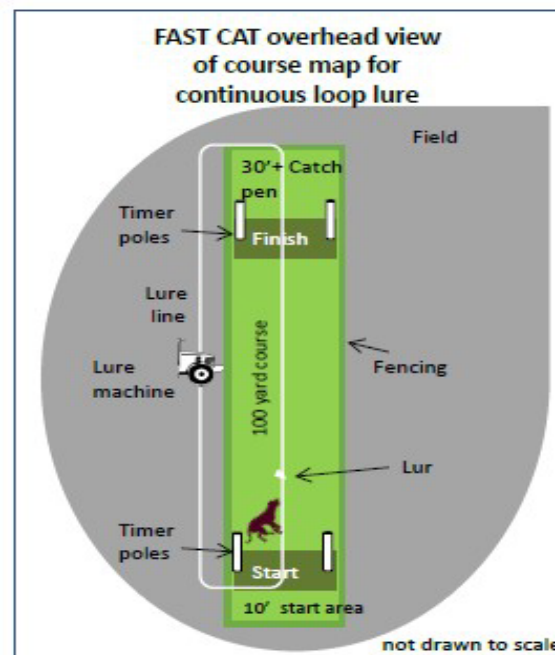 FAST CAT overhead view
of course map for
continuous loop lure
Field
30'+ Catch
pen
Timer
poles
Finish
Lure
line
Lure
machine
100 yard course
Fencing
Lur
Timer
poles
Start
10' start area
not drawn to scale